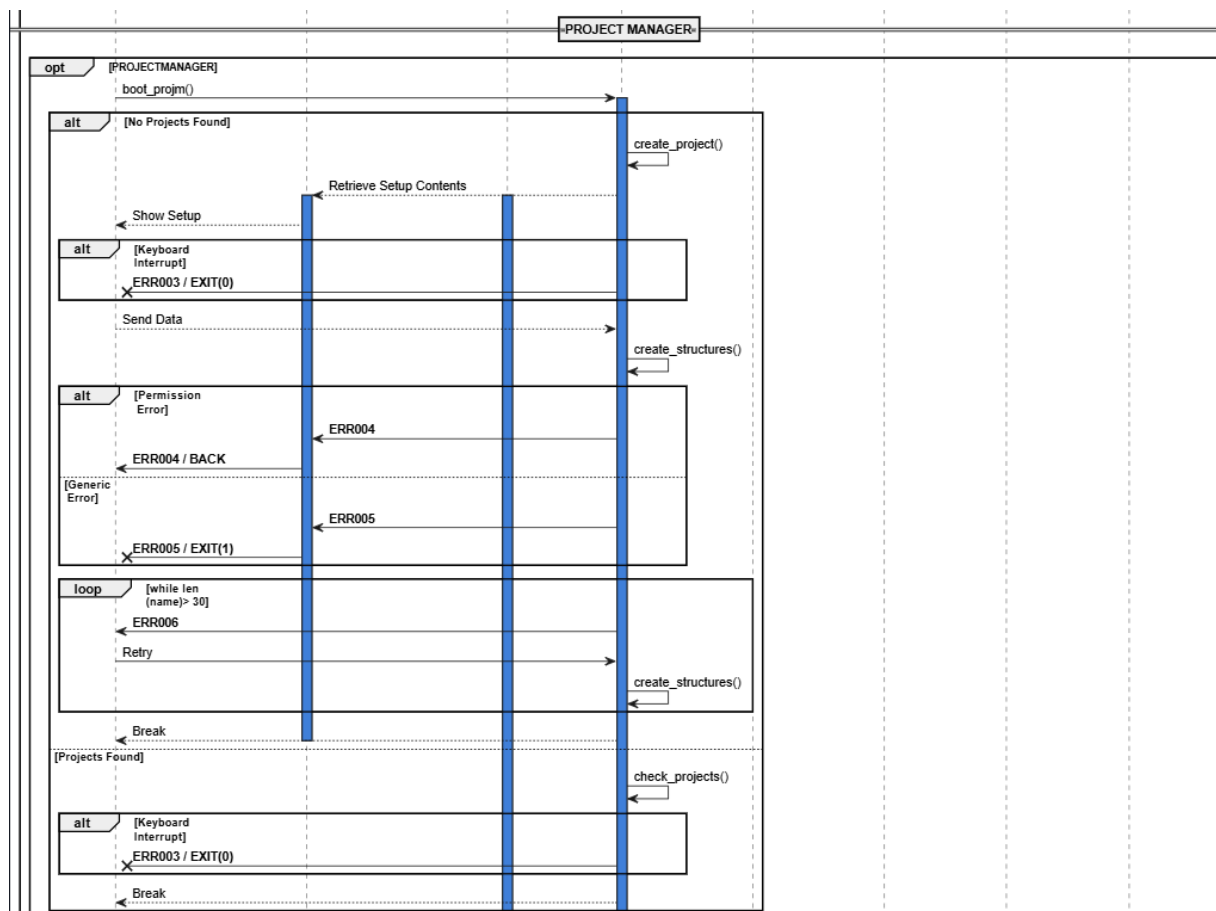 PROJECT MANAGER
opt [PROJECTMANAGER]
boot_projm()
alt [No Projects Found]
create_project()
Retrieve Setup Contents
Show Setup
alt [Keyboard
Interrupt]
ERR003 / EXIT(0)
Send Data
create_structures()
alt [Permission
Error]
ERR004
ERR004 / BACK
[Generic
Error]
ERR005
ERR005 / EXIT(1)
loop [while len
(name)> 30]
ERR006
Retry
create_structures()
Break
[Projects Found]
check_projects()
alt [Keyboard
Interrupt]
ERR003 / EXIT(0)
Break